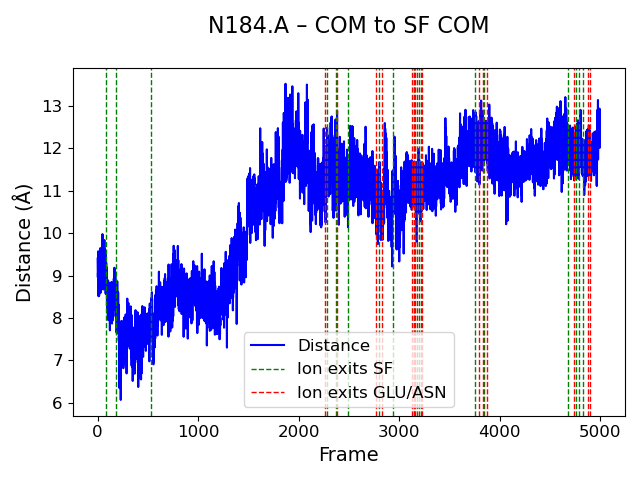 N184.A – COM to SF COM
13
12
11
10
9
8
7
6
Distance (Å)
Distance
Ion exits SF
Ion exits GLU/ASN
0 1000 2000 3000 4000 5000
Frame